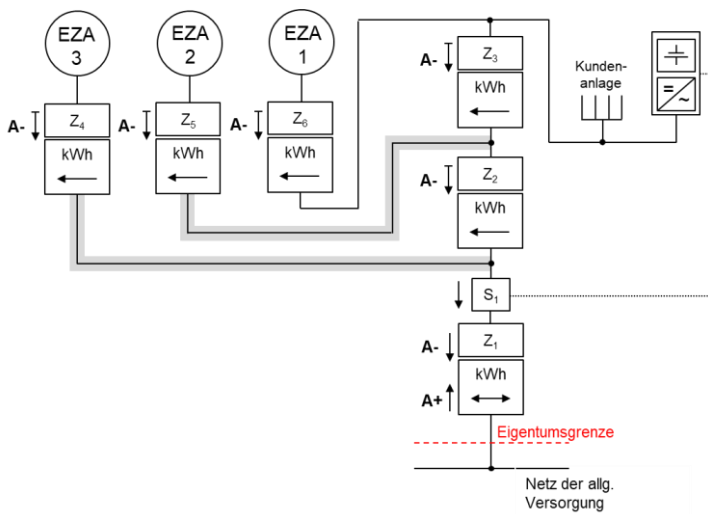 EZA
3
EZA
2
EZA
1
A-
Z₄
kWh
A-
Z₅
kWh
A-
Z₆
kWh
A-
Z₃
kWh
Kunden-
anlage
=
~
A-
Z₂
kWh
S₁
A-
Z₁
kWh
A+
Eigentumsgrenze
Netz der allg.
Versorgung